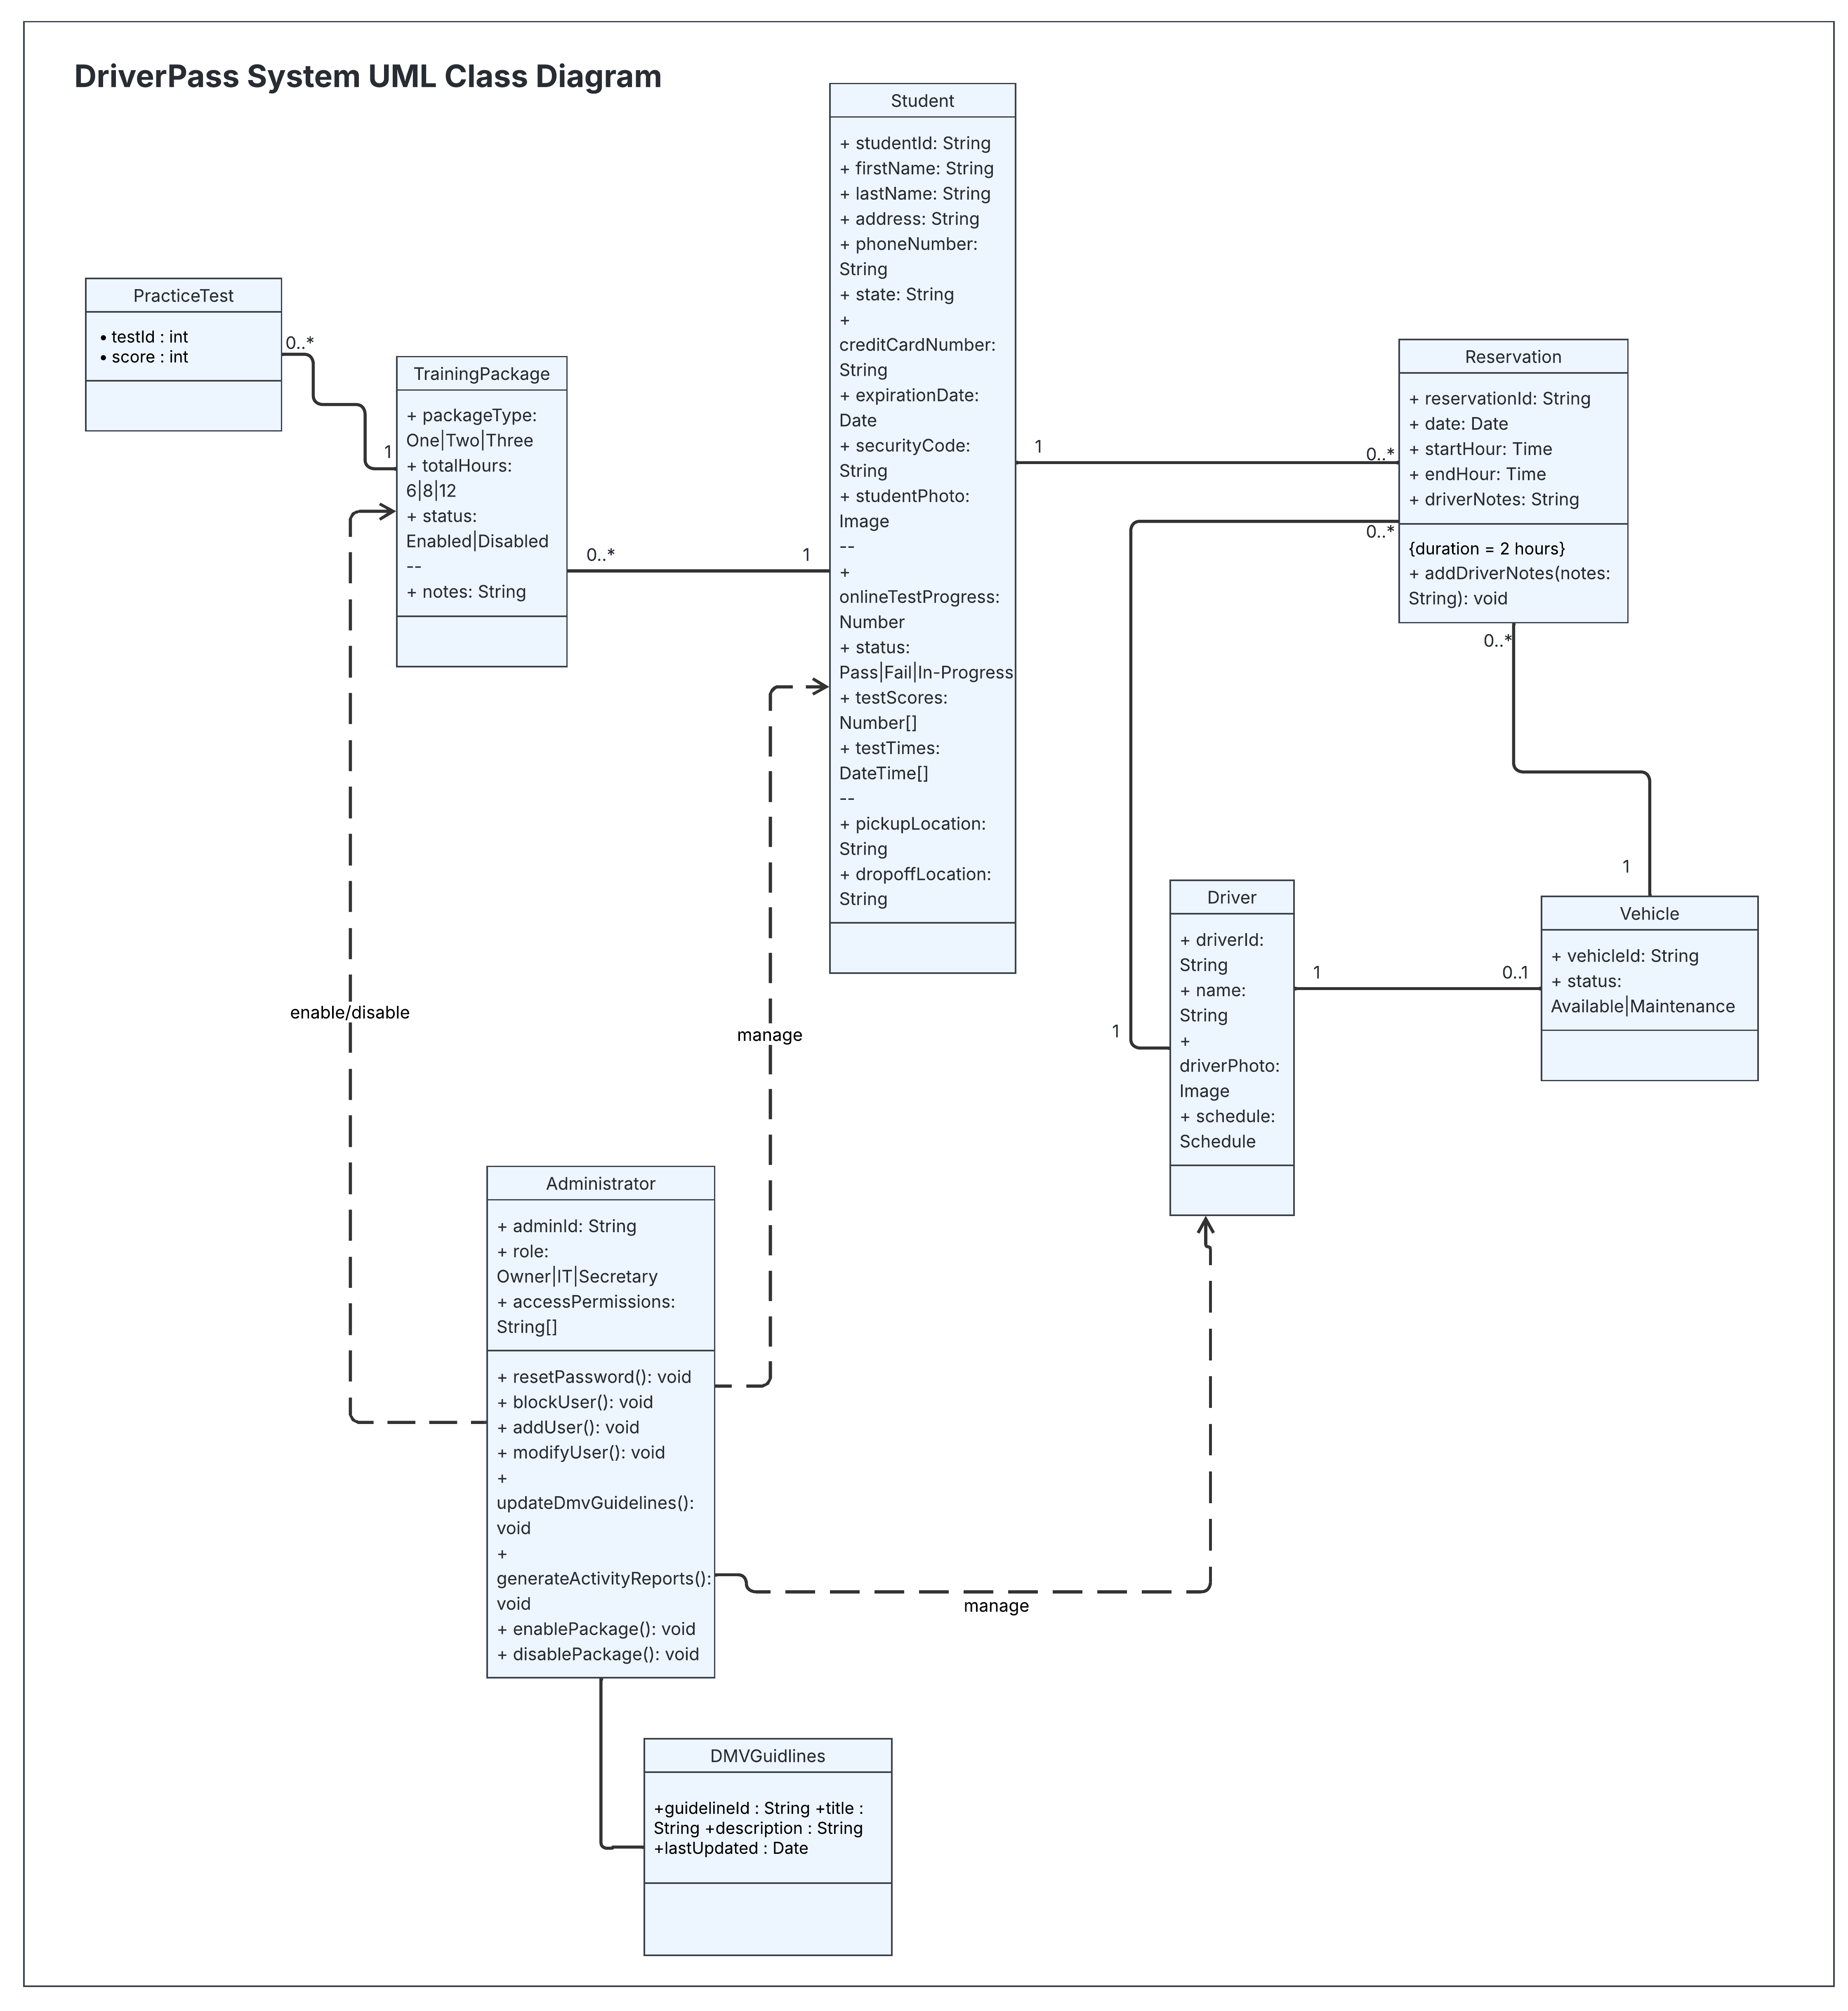 DriverPass System UML Class Diagram
Student
+ studentId: String
+ firstName: String
+ lastName: String
+ address: String
+ phoneNumber:
String
+ state: String
+
creditCardNumber:
String
+ expirationDate:
Date
+ securityCode:
String
+ studentPhoto:
Image
--
+
onlineTestProgress:
Number
+ status:
Pass|Fail|In-Progress
+ testScores:
Number[]
+ testTimes:
DateTime[]
--
+ pickupLocation:
String
+ dropoffLocation:
String
PracticeTest
• testId : int
• score : int
0..*
1
TrainingPackage
+ packageType:
One|Two|Three
+ totalHours:
6|8|12
+ status:
Enabled|Disabled
--
+ notes: String
0..*
1
1
0..*
Reservation
+ reservationId: String
+ date: Date
+ startHour: Time
+ endHour: Time
+ driverNotes: String
{duration = 2 hours}
+ addDriverNotes(notes:
String): void
0..*
0..*
1
1
Driver
+ driverId:
String
+ name:
String
+
driverPhoto:
Image
+ schedule:
Schedule
1
0..1
Vehicle
+ vehicleId: String
+ status:
Available|Maintenance
enable/disable
manage
Administrator
+ adminId: String
+ role:
Owner|IT|Secretary
+ accessPermissions:
String[]
+ resetPassword(): void
+ blockUser(): void
+ addUser(): void
+ modifyUser(): void
+
updateDmvGuidelines():
void
+
generateActivityReports():
void
+ enablePackage(): void
+ disablePackage(): void
manage
DMVGuidlines
+guidelineId : String +title :
String +description : String
+lastUpdated : Date